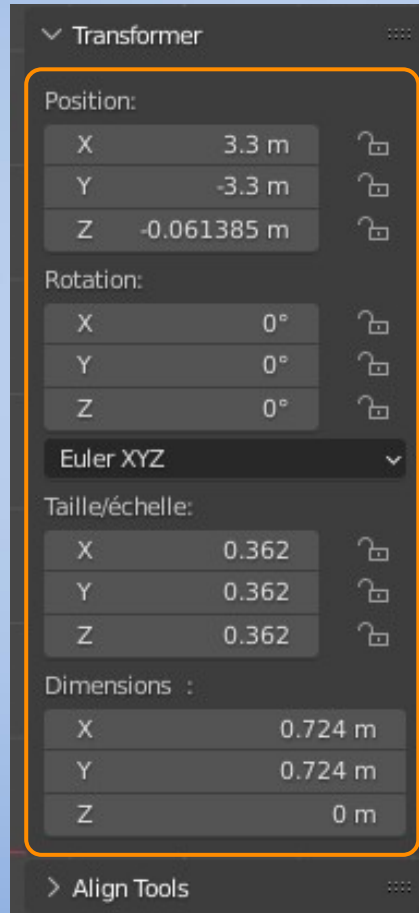 Transformer
Position:
X 3.3 m
Y -3.3 m
Z -0.061385 m
Rotation:
X 0°
Y 0°
Z 0°
Euler XYZ
Taille/échelle:
X 0.362
Y 0.362
Z 0.362
Dimensions :
X 0.724 m
Y 0.724 m
Z 0 m
Align Tools